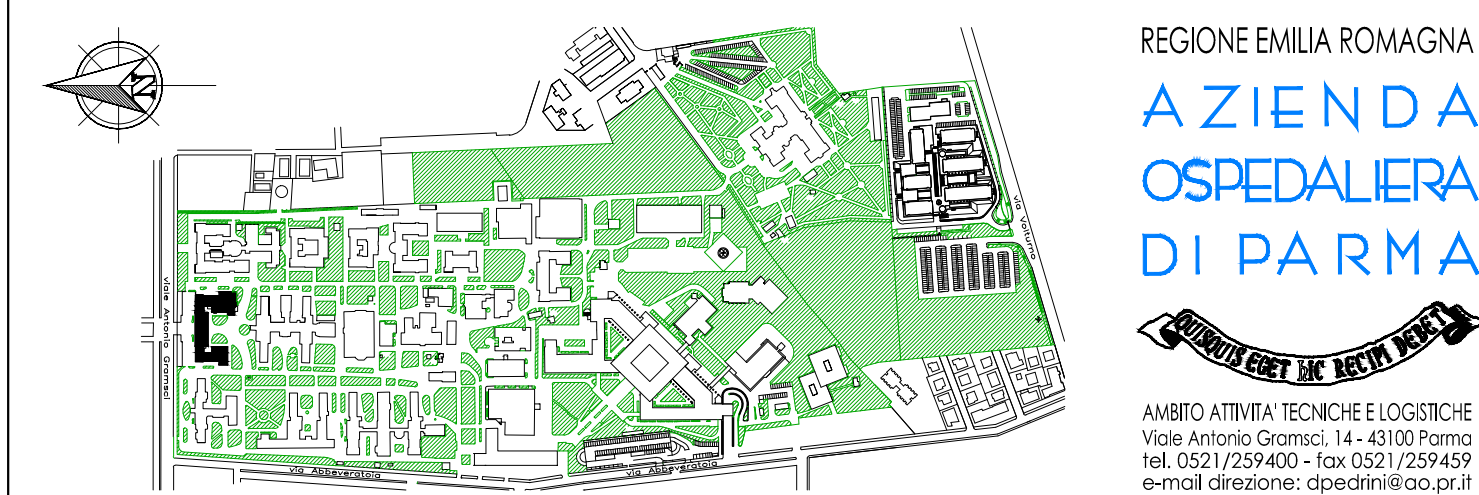 N
viale Antonio Gramsci
via Abbeveratoia
via Abbeveratoia
via Volturno
REGIONE EMILIA ROMAGNA
AZIENDA
OSPEDALIERA
DI PARMA
QUISQUIS EGET HIC RECIPI DEBET
AMBITO ATTIVITA' TECNICHE E LOGISTICHE
Viale Antonio Gramsci, 14 - 43100 Parma
tel. 0521/259400 - fax 0521/259459
e-mail direzione: dpedrini@ao.pr.it